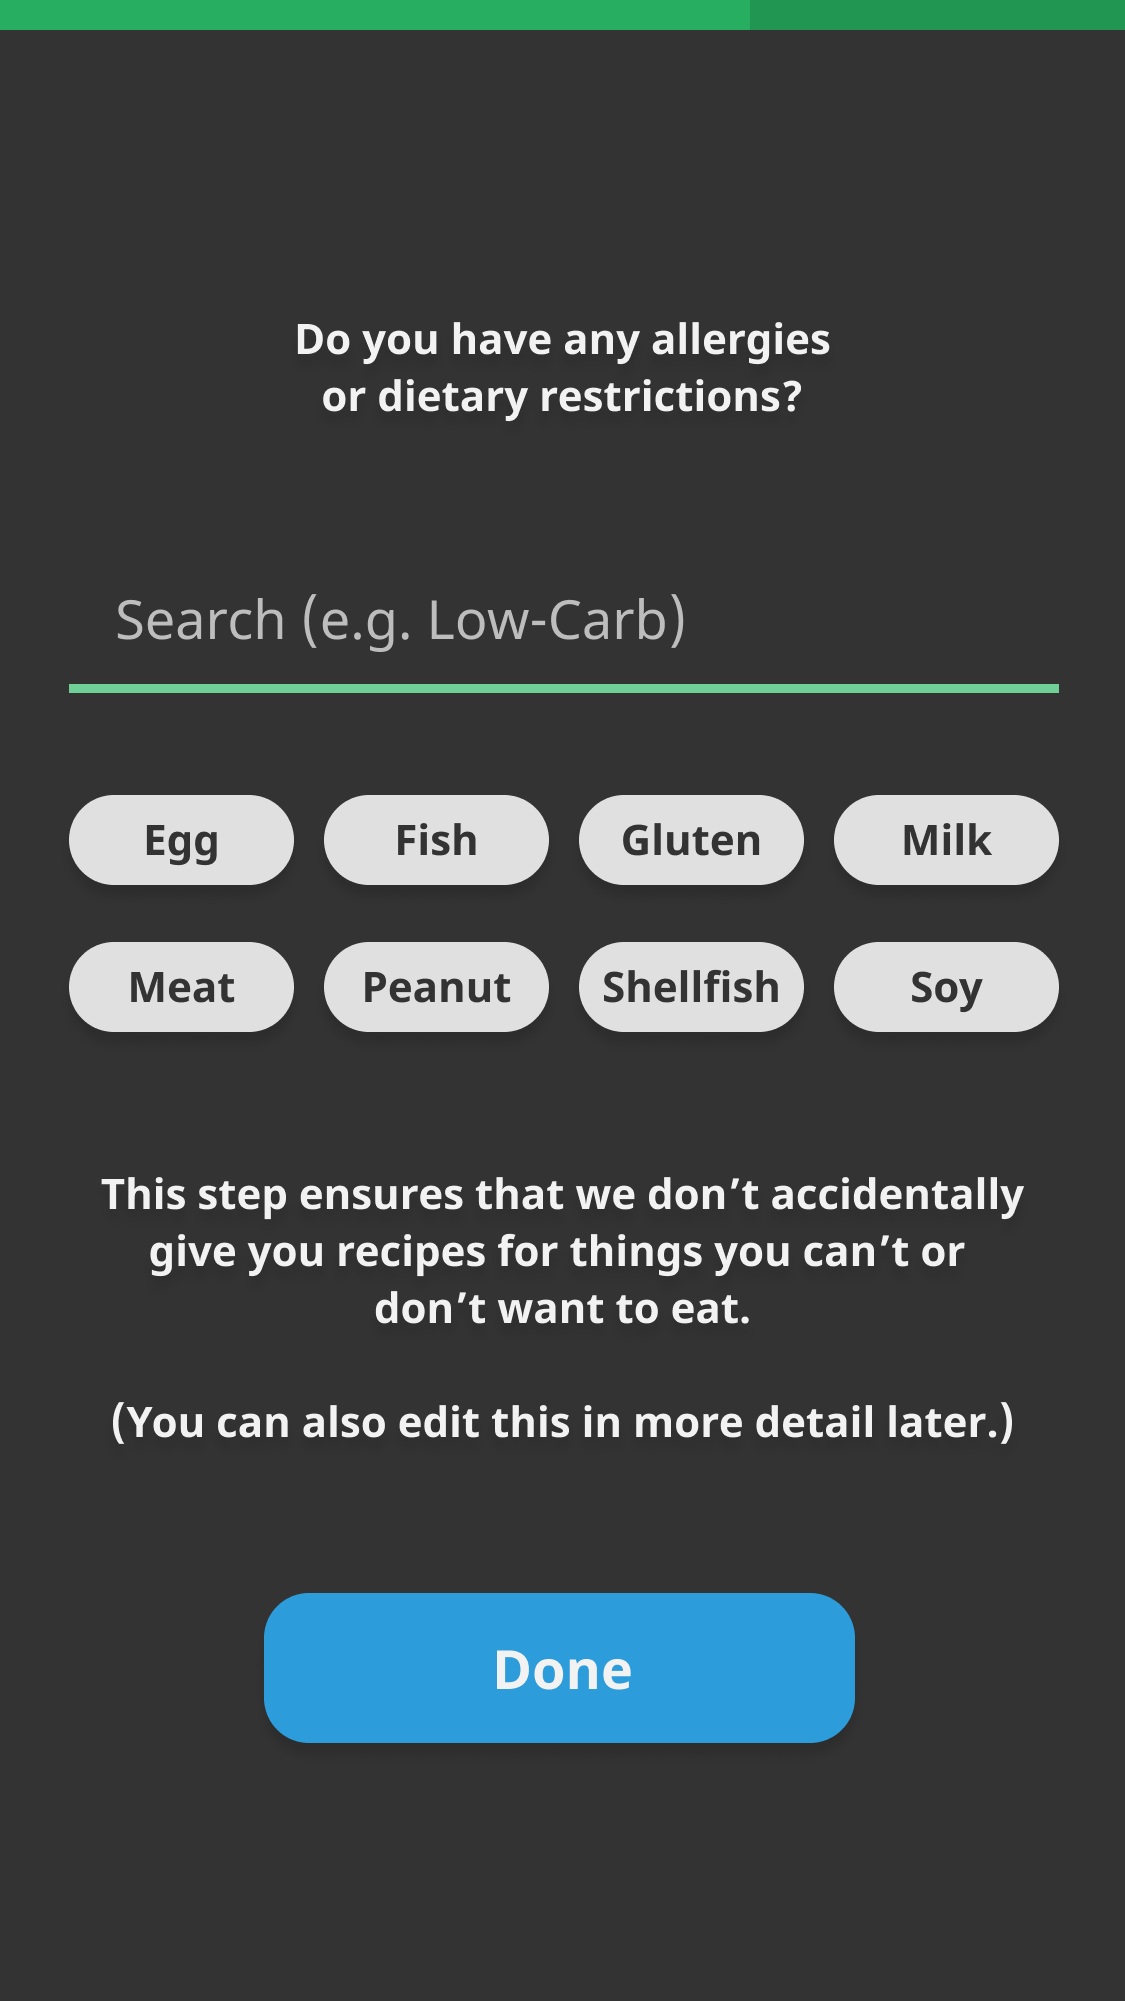 Do you have any allergies
or dietary restrictions?
Search (e.g. Low-Carb)
Egg Fish Gluten Milk
Meat Peanut Shellfish Soy
This step ensures that we don’t accidentally
give you recipes for things you can’t or
don’t want to eat.
(You can also edit this in more detail later.)
Done